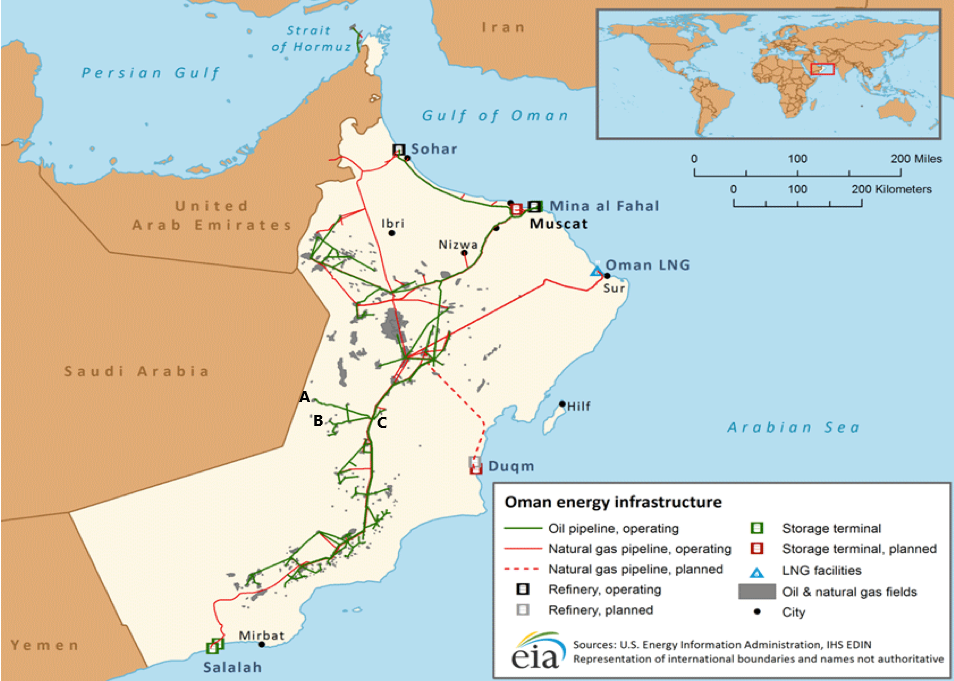 Strait
of Hormuz
Iran
Persian Gulf
Gulf of Oman
Sohar
0 100 200 Miles
0 100 200 Kilometers
United
Arab Emirates
Mina al Fahal
Muscat
Ibri
Nizwa
Oman LNG
Sur
Saudi Arabia
A
B
C
Hilf
Arabian Sea
Duqm
Oman energy infrastructure
Oil pipeline, operating
Natural gas pipeline, operating
Natural gas pipeline, planned
Refinery, operating
Refinery, planned
Storage terminal
Storage terminal, planned
LNG facilities
Oil & natural gas fields
City
eia
Sources: U.S. Energy Information Administration, IHS EDIN
Representation of international boundaries and names not authoritative
Yemen
Mirbat
Salalah